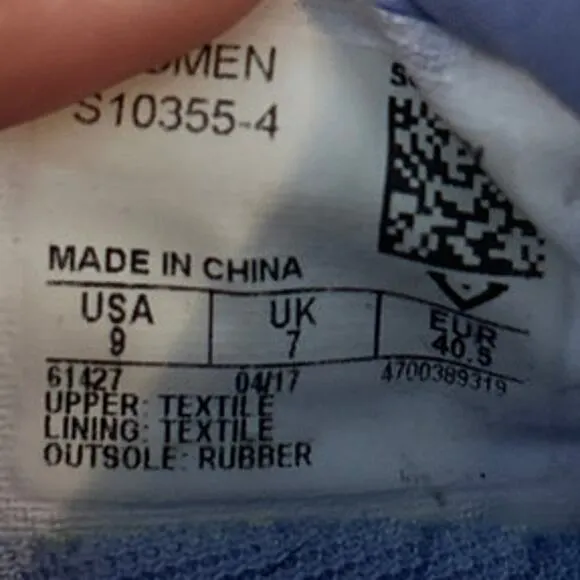 OMEN
S10355-4
MADE IN CHINA
USA UK EUR
9 7 40.5
61427 04/17 4700389319
UPPER: TEXTILE
LINING: TEXTILE
OUTSOLE: RUBBER